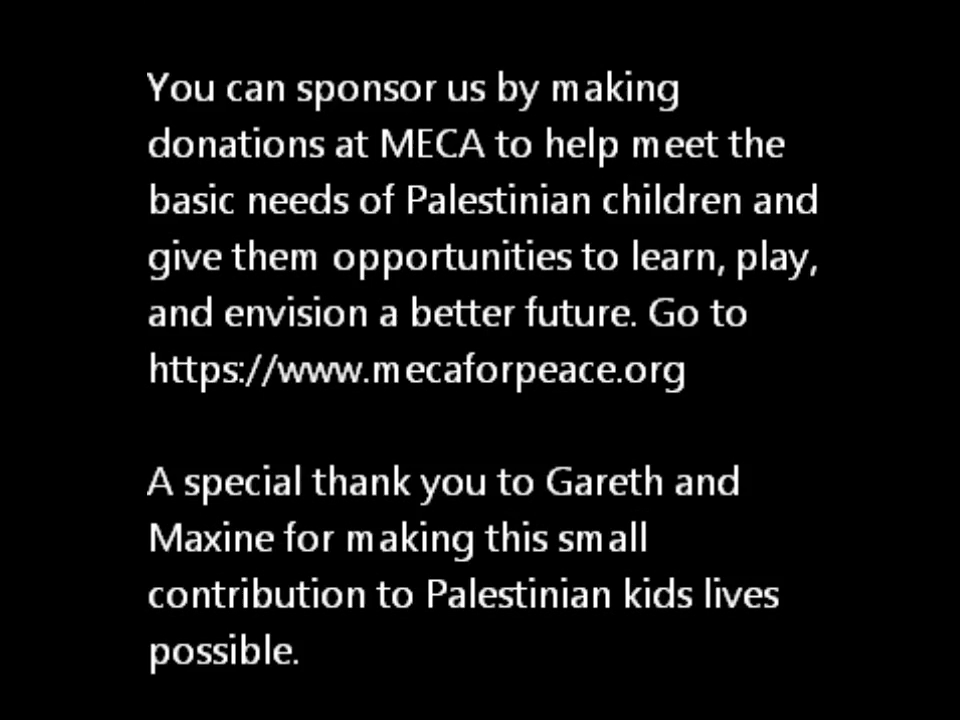 You can sponsor us by making
donations at MECA to help meet the
basic needs of Palestinian children and
give them opportunities to learn, play,
and envision a better future. Go to
https://www.mecaforpeace.org
A special thank you to Gareth and
Maxine for making this small
contribution to Palestinian kids lives
possible.